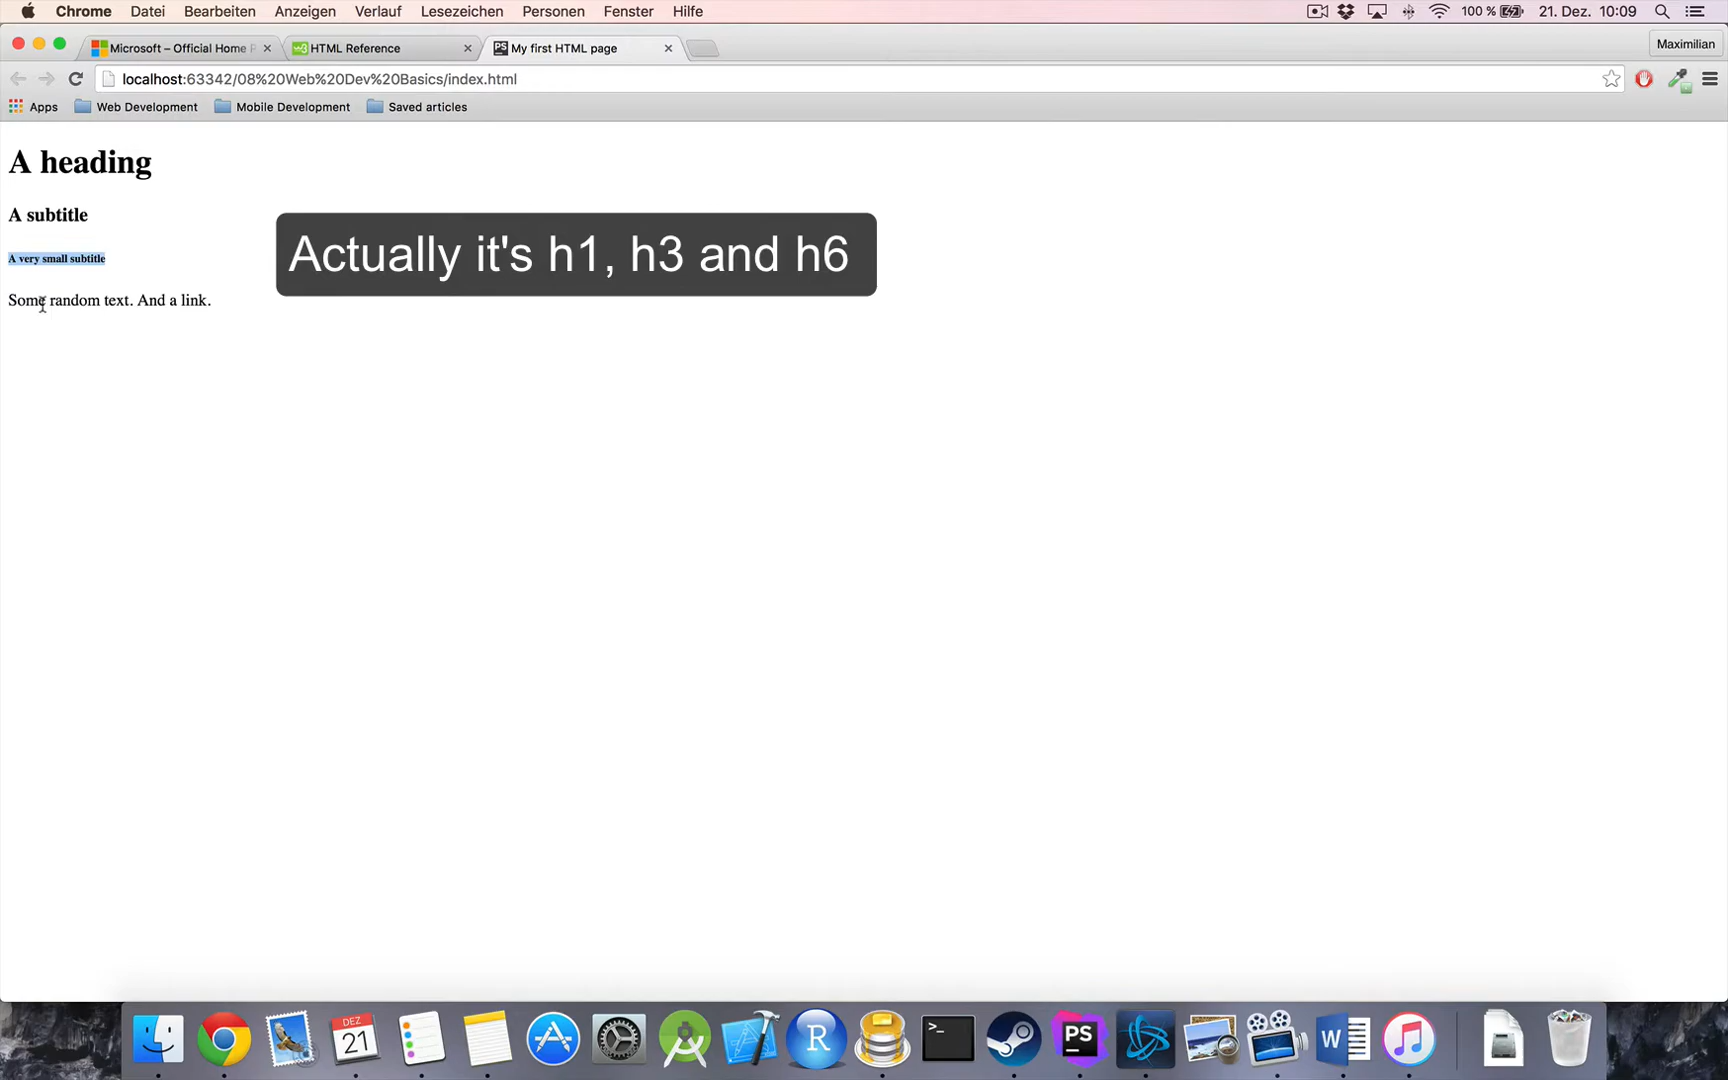 Chrome Datei Bearbeiten Anzeigen Verlauf Lesezeichen Personen Fenster Hilfe 100 % 21. Dez. 10:09
Microsoft – Official Home P HTML Reference My first HTML page Maximilian
localhost:63342/08%20Web%20Dev%20Basics/index.html
Apps Web Development Mobile Development Saved articles
A heading
A subtitle
A very small subtitle
Actually it's h1, h3 and h6
Some random text. And a link.
DEZ
21
R
>_
PS
W